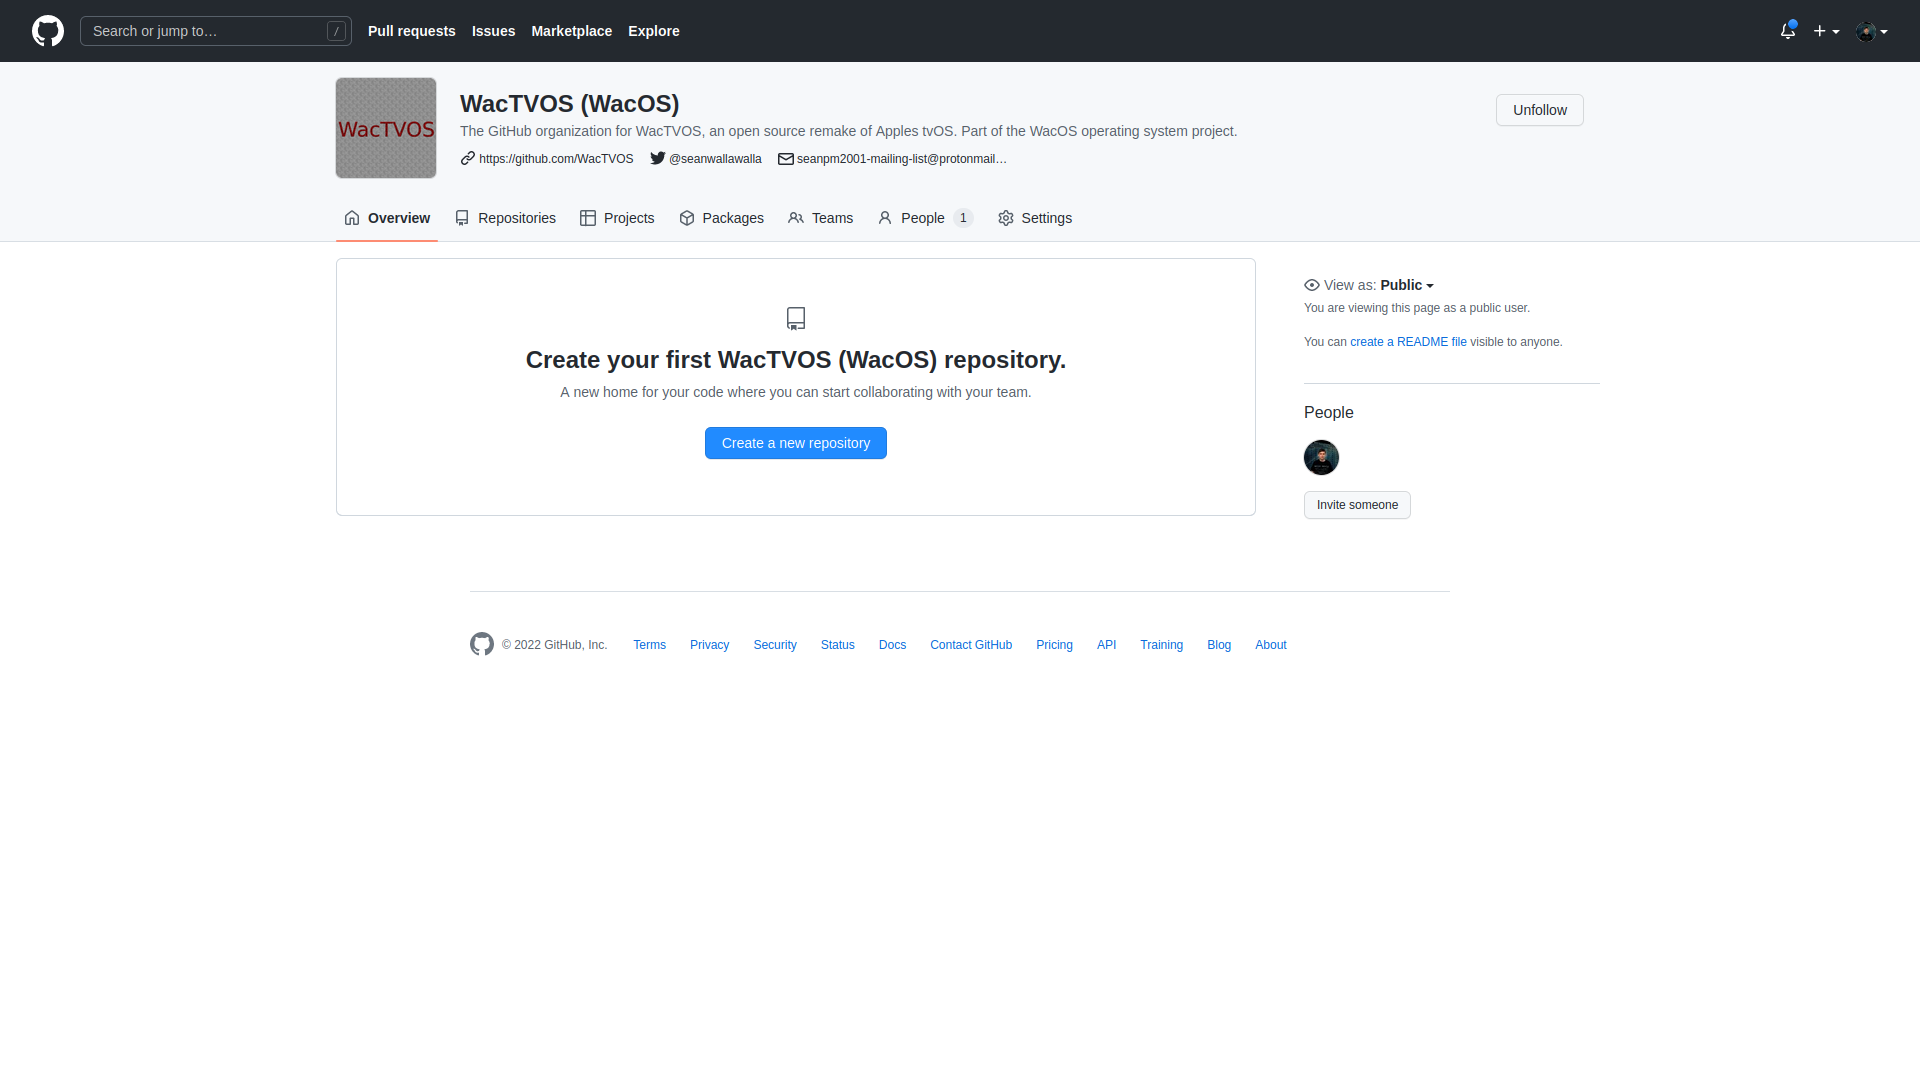 Search or jump to…
/
Pull requests
Issues
Marketplace
Explore
WacTVOS
WacTVOS (WacOS)
The GitHub organization for WacTVOS, an open source remake of Apples tvOS. Part of the WacOS operating system project.
https://github.com/WacTVOS
@seanwallawalla
seanpm2001-mailing-list@protonmail…
Unfollow
Overview
Repositories
Projects
Packages
Teams
People 1
Settings
Create your first WacTVOS (WacOS) repository.
A new home for your code where you can start collaborating with your team.
Create a new repository
View as: Public
You are viewing this page as a public user.
You can create a README file visible to anyone.
People
Invite someone
© 2022 GitHub, Inc.
Terms
Privacy
Security
Status
Docs
Contact GitHub
Pricing
API
Training
Blog
About